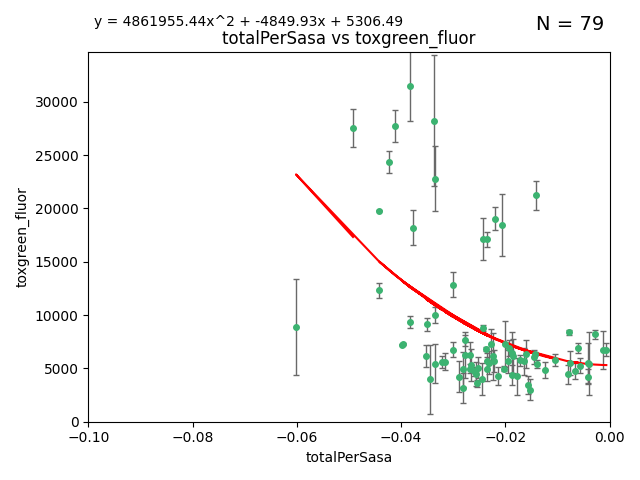 y = 4861955.44x^2 + -4849.93x + 5306.49
N = 79
totalPerSasa vs toxgreen_fluor
30000
25000
20000
15000
10000
5000
0
toxgreen_fluor
−0.10
−0.08
−0.06
−0.04
−0.02
0.00
totalPerSasa